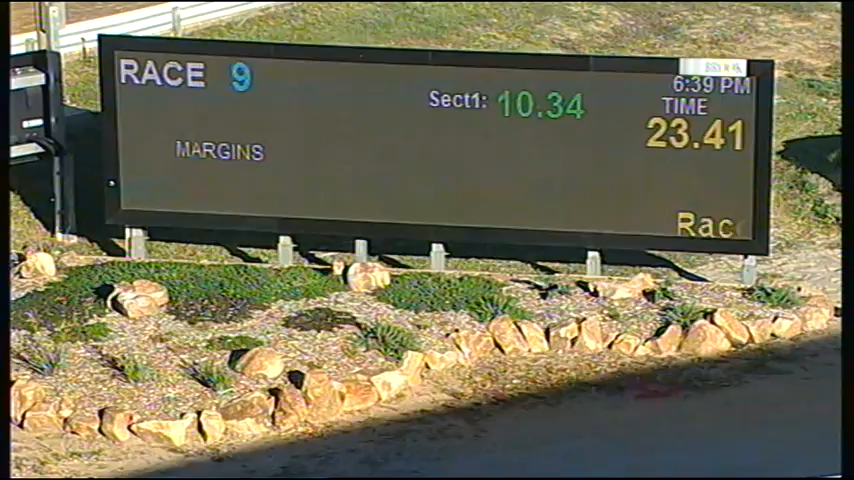 RACE 9
Sect1: 10.34
6:39 PM
TIME
23.41
MARGINS
Rac